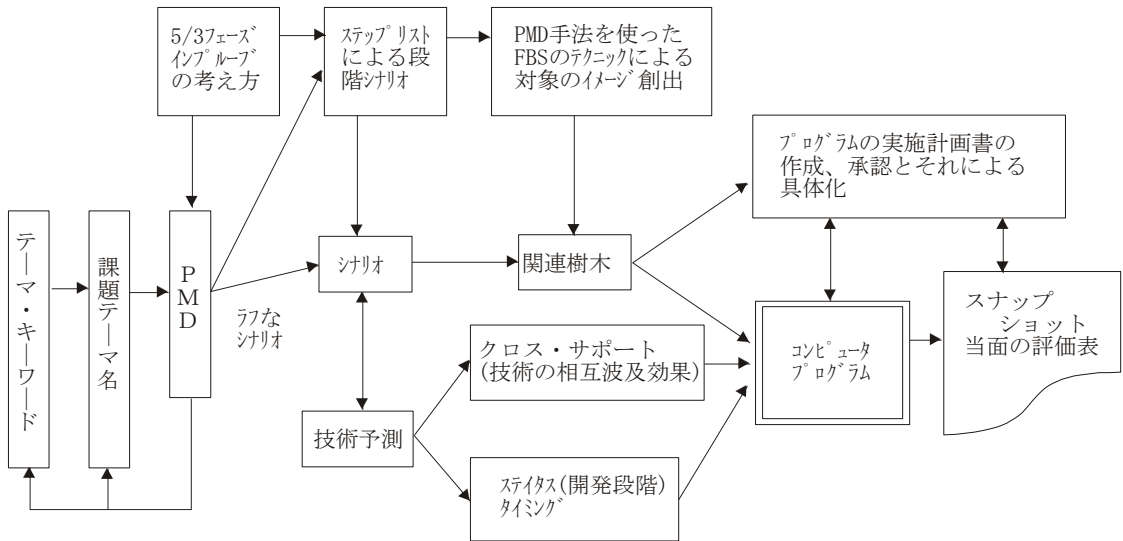 5/3フェーズ
インプルーブ
の考え方
ステップリスト
による段
階シナリオ
PMD手法を使った
FBSのテクニックによる
対象のイメージ創出
プログラムの実施計画書の
作成、承認とそれによる
具体化
テーマ・キーワード
課題テーマ名
PMD
ラフな
シナリオ
シナリオ
関連樹木
クロス・サポート
(技術の相互波及効果)
コンピュータ
プログラム
スナップ
ショット
当面の評価表
技術予測
ステイタス(開発段階)
タイミング